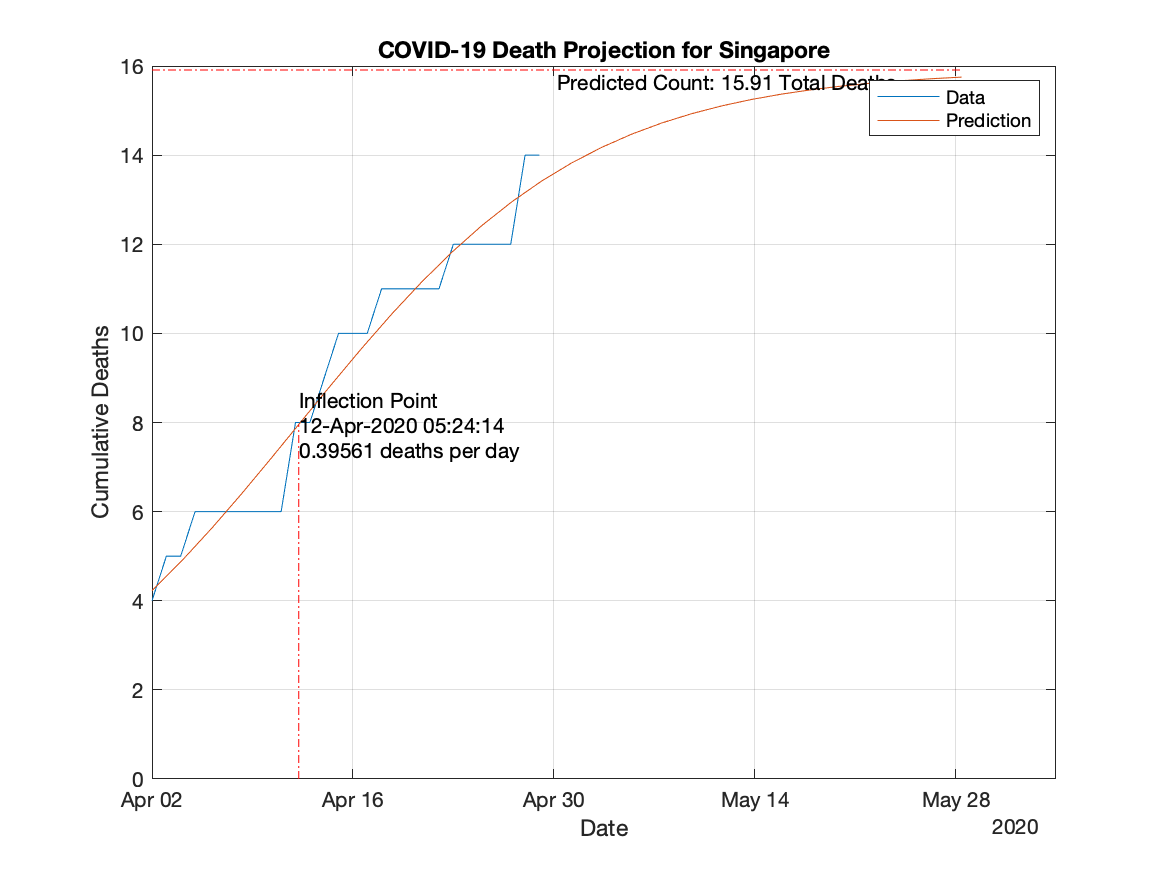 COVID-19 Death Projection for Singapore
16
Predicted Count: 15.91 Total Deaths
Data
Prediction
14
12
10
Inflection Point
8
12-Apr-2020 05:24:14
0.39561 deaths per day
Cumulative Deaths
6
4
2
0
Apr 02
Apr 16
Apr 30
May 14
May 28
Date
2020